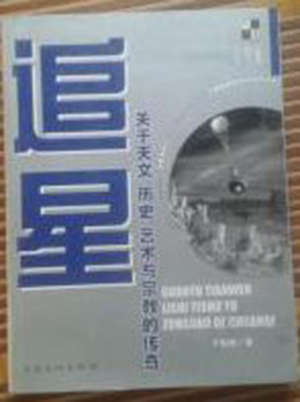 追星
关于天文 历史 艺术与宗教的传奇
GUANYU TIANWEN
LISHI YISHU YU
ZONGJIAO DE CHUANQI